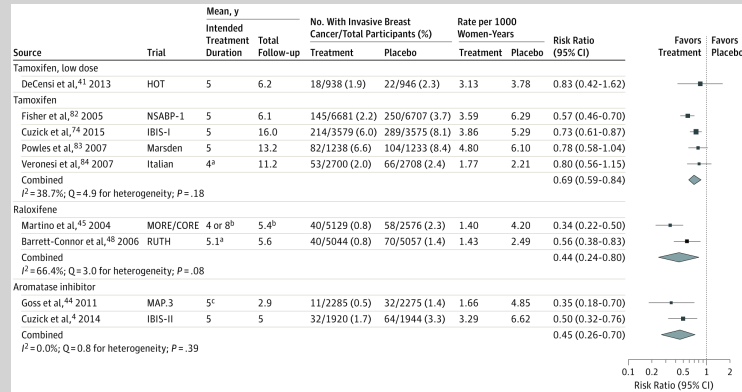 Mean, y
Intended Treatment Duration Total Follow-up No. With Invasive Breast Cancer/Total Participants (%) Rate per 1000 Women-Years Risk Ratio (95% CI) Favors Treatment Favors Placebo
Source Trial Treatment Placebo Treatment Placebo
Tamoxifen, low dose
DeCensi et al,41 2013 HOT 5 6.2 18/938 (1.9) 22/946 (2.3) 3.13 3.78 0.83 (0.42-1.62)
Tamoxifen
Fisher et al,82 2005 NSABP-1 5 6.1 145/6681 (2.2) 250/6707 (3.7) 3.59 6.29 0.57 (0.46-0.70)
Cuzick et al,74 2015 IBIS-I 5 16.0 214/3579 (6.0) 289/3575 (8.1) 3.86 5.29 0.73 (0.61-0.87)
Powles et al,83 2007 Marsden 5 13.2 82/1238 (6.6) 104/1233 (8.4) 4.80 6.10 0.78 (0.58-1.04)
Veronesi et al,84 2007 Italian 4a 11.2 53/2700 (2.0) 66/2708 (2.4) 1.77 2.21 0.80 (0.56-1.15)
Combined 0.69 (0.59-0.84)
I2=38.7%; Q=4.9 for heterogeneity; P=.18
Raloxifene
Martino et al,45 2004 MORE/CORE 4 or 8b 5.4b 40/5129 (0.8) 58/2576 (2.3) 1.40 4.20 0.34 (0.22-0.50)
Barrett-Connor et al,48 2006 RUTH 5.1a 5.6 40/5044 (0.8) 70/5057 (1.4) 1.43 2.49 0.56 (0.38-0.83)
Combined 0.44 (0.24-0.80)
I2=66.4%; Q=3.0 for heterogeneity; P=.08
Aromatase inhibitor
Goss et al,44 2011 MAP.3 5c 2.9 11/2285 (0.5) 32/2275 (1.4) 1.66 4.85 0.35 (0.18-0.70)
Cuzick et al,4 2014 IBIS-II 5 5 32/1920 (1.7) 64/1944 (3.3) 3.29 6.62 0.50 (0.32-0.76)
Combined 0.45 (0.26-0.70)
I2=0.0%; Q=0.8 for heterogeneity; P=.39
0.1 0.2 0.5 1 2
Risk Ratio (95% CI)